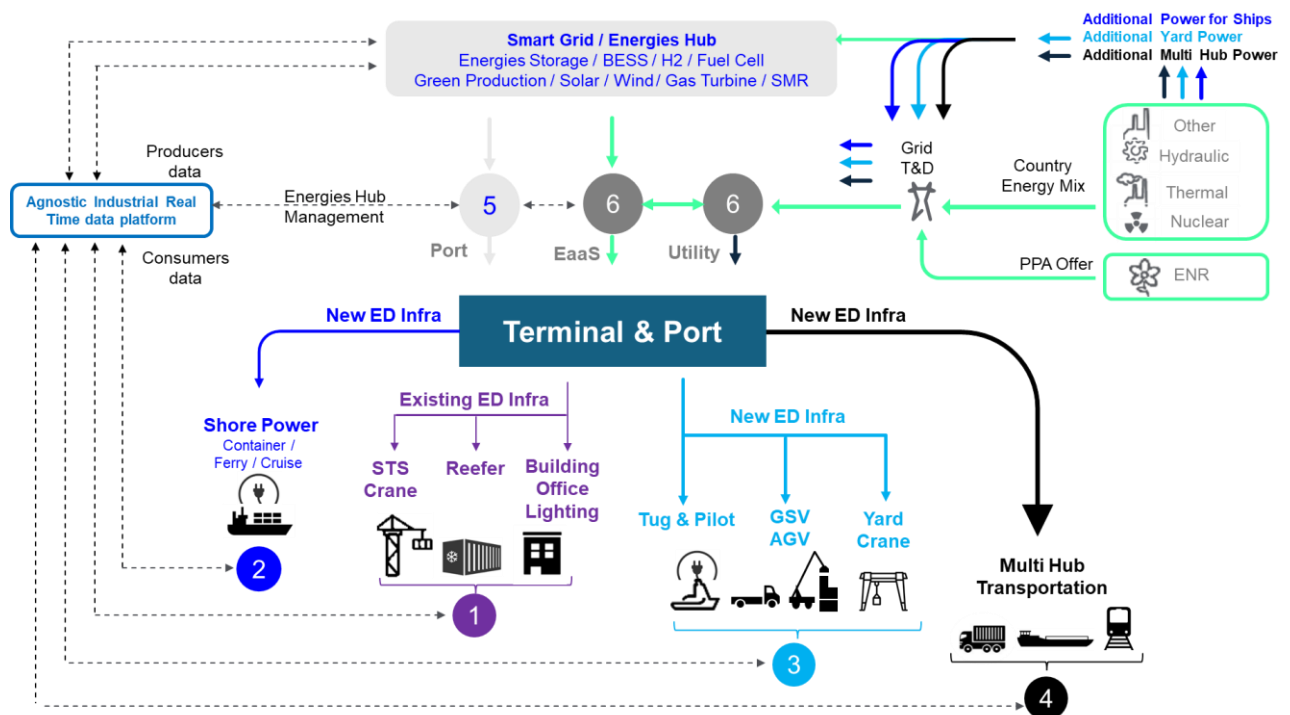 Smart Grid / Energies Hub
Energies Storage / BESS / H2 / Fuel Cell
Green Production / Solar / Wind / Gas Turbine / SMR
Additional Power for Ships
Additional Yard Power
Additional Multi Hub Power
Other
Hydraulic
Thermal
Nuclear
Country
Energy Mix
Grid
T&D
PPA Offer
ENR
Producers
data
Agnostic Industrial Real
Time data platform
Energies Hub
Management
Consumers
data
5
Port
6
EaaS
6
Utility
Terminal & Port
New ED Infra
New ED Infra
Existing ED Infra
New ED Infra
Shore Power
Container /
Ferry / Cruise
2
STS
Crane
Reefer
Building
Office
Lighting
1
Tug & Pilot
GSV
AGV
Yard
Crane
3
Multi Hub
Transportation
4